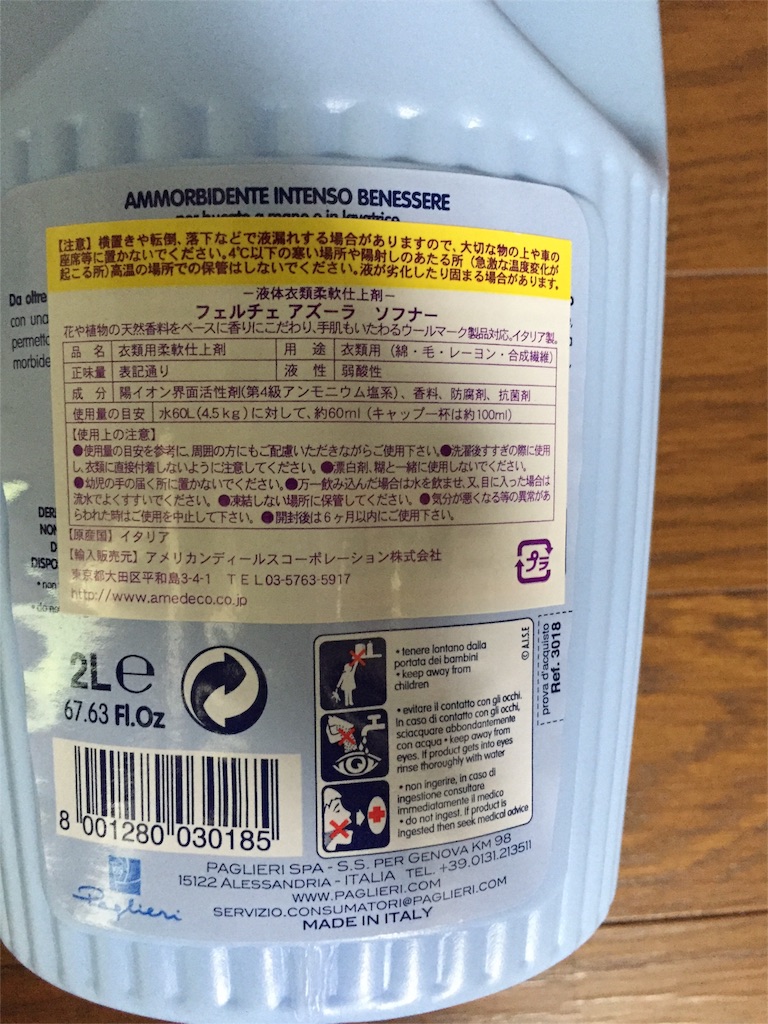 AMMORBIDENTE INTENSO BENESSERE
per bucato a mano o in lavatrice
【注意】横置きや転倒、落下などで液漏れする場合がありますので、大切な物の上や車の
座席等に置かないでください。4℃以下の寒い場所や陽射しのあたる所(急激な温度変化が
起こる所)高温の場所での保管はしないでください。液が劣化したり固まる場合があります。
Da oltre
con una
permette
morbide
－液体衣類柔軟仕上剤－
フェルチェ アズーラ ソフナー
花や植物の天然香料をベースに香りにこだわり、手肌もいたわるウールマーク製品対応。イタリア製。
品 名 衣類用柔軟仕上剤 用 途 衣類用(綿・毛・レーヨン・合成繊維)
正味量 表記通り 液 性 弱酸性
成 分 陽イオン界面活性剤(第4級アンモニウム塩系)、香料、防腐剤、抗菌剤
使用量の目安 水60L(4.5kg)に対して、約60ml(キャップ一杯は約100ml)
【使用上の注意】
●使用量の目安を参考に、周囲の方にもご配慮いただきながらご使用下さい。●洗濯後すすぎの際に使用
し、衣類に直接付着しないように注意してください。●漂白剤、糊と一緒に使用しないでください。
●幼児の手の届く所に置かないでください。●万一飲み込んだ場合は水を飲ませ、又、目に入った場合は
流水でよくすすいでください。●凍結しない場所に保管してください。●気分が悪くなる等の異常があ
らわれた時はご使用を中止して下さい。●開封後は6ヶ月以内にご使用下さい。
【原産国】イタリア
【輸入販売元】アメリカンディールスコーポレーション株式会社
東京都大田区平和島3-4-1 TEL03-5763-5917
http://www.amedeco.co.jp
プラ
DISPO
• non
2L e
67.63 Fl.Oz
8 001280 030185
• tenere lontano dalla
portata dei bambini
• keep away from
children
• evitare il contatto con gli occhi.
In caso di contatto con gli occhi,
sciacquare abbondantemente
con acqua • keep away from
eyes. If product gets into eyes
rinse thoroughly with water
• non ingerire, in caso di
ingestione consultare
immediatamente il medico
• do not ingest. If product is
ingested then seek medical advice
© A.I.S.E
prova d'acquisto
Ref. 3018
Paglieri
PAGLIERI SPA - S.S. PER GENOVA KM 98
15122 ALESSANDRIA - ITALIA TEL. +39.0131.213511
WWW.PAGLIERI.COM
SERVIZIO.CONSUMATORI@PAGLIERI.COM
MADE IN ITALY